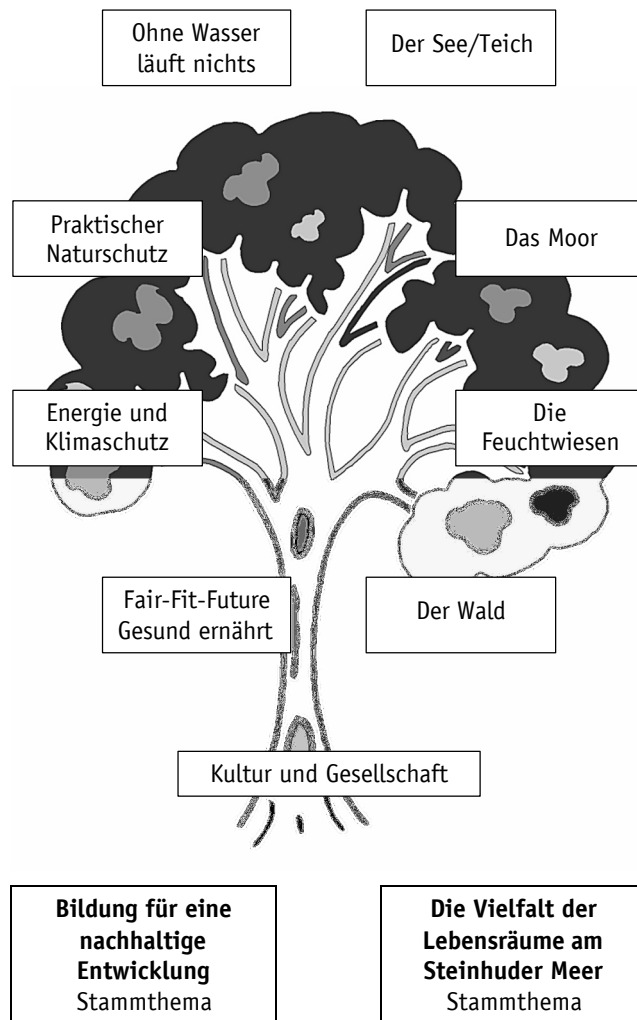 Ohne Wasser
läuft nichts
Der See/Teich
Praktischer
Naturschutz
Das Moor
Energie und
Klimaschutz
Die
Feuchtwiesen
Fair-Fit-Future
Gesund ernährt
Der Wald
Kultur und Gesellschaft
Bildung für eine
nachhaltige
Entwicklung
Stammthema
Die Vielfalt der
Lebensräume am
Steinhuder Meer
Stammthema